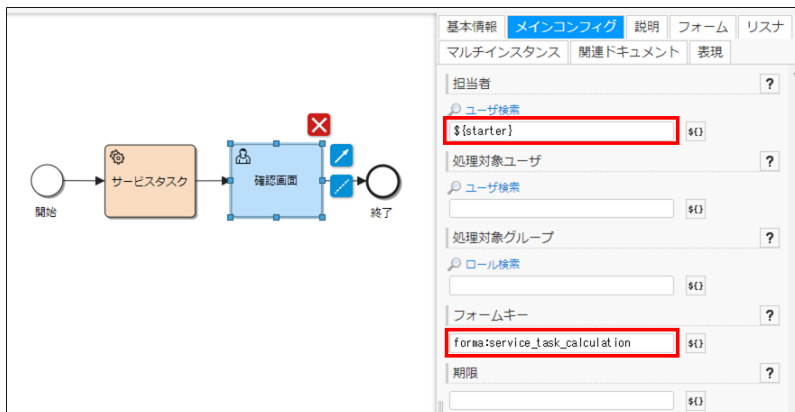 基本情報 メインコンフィグ 説明 フォーム リスナ
マルチインスタンス 関連ドキュメント 表現
担当者 ?
ユーザ検索
${starter} ${}
処理対象ユーザ ?
ユーザ検索
${}
処理対象グループ ?
ロール検索
${}
フォームキー ?
forma:service_task_calculation ${}
期限 ?
${}
サービスタスク
確認画面
開始
終了